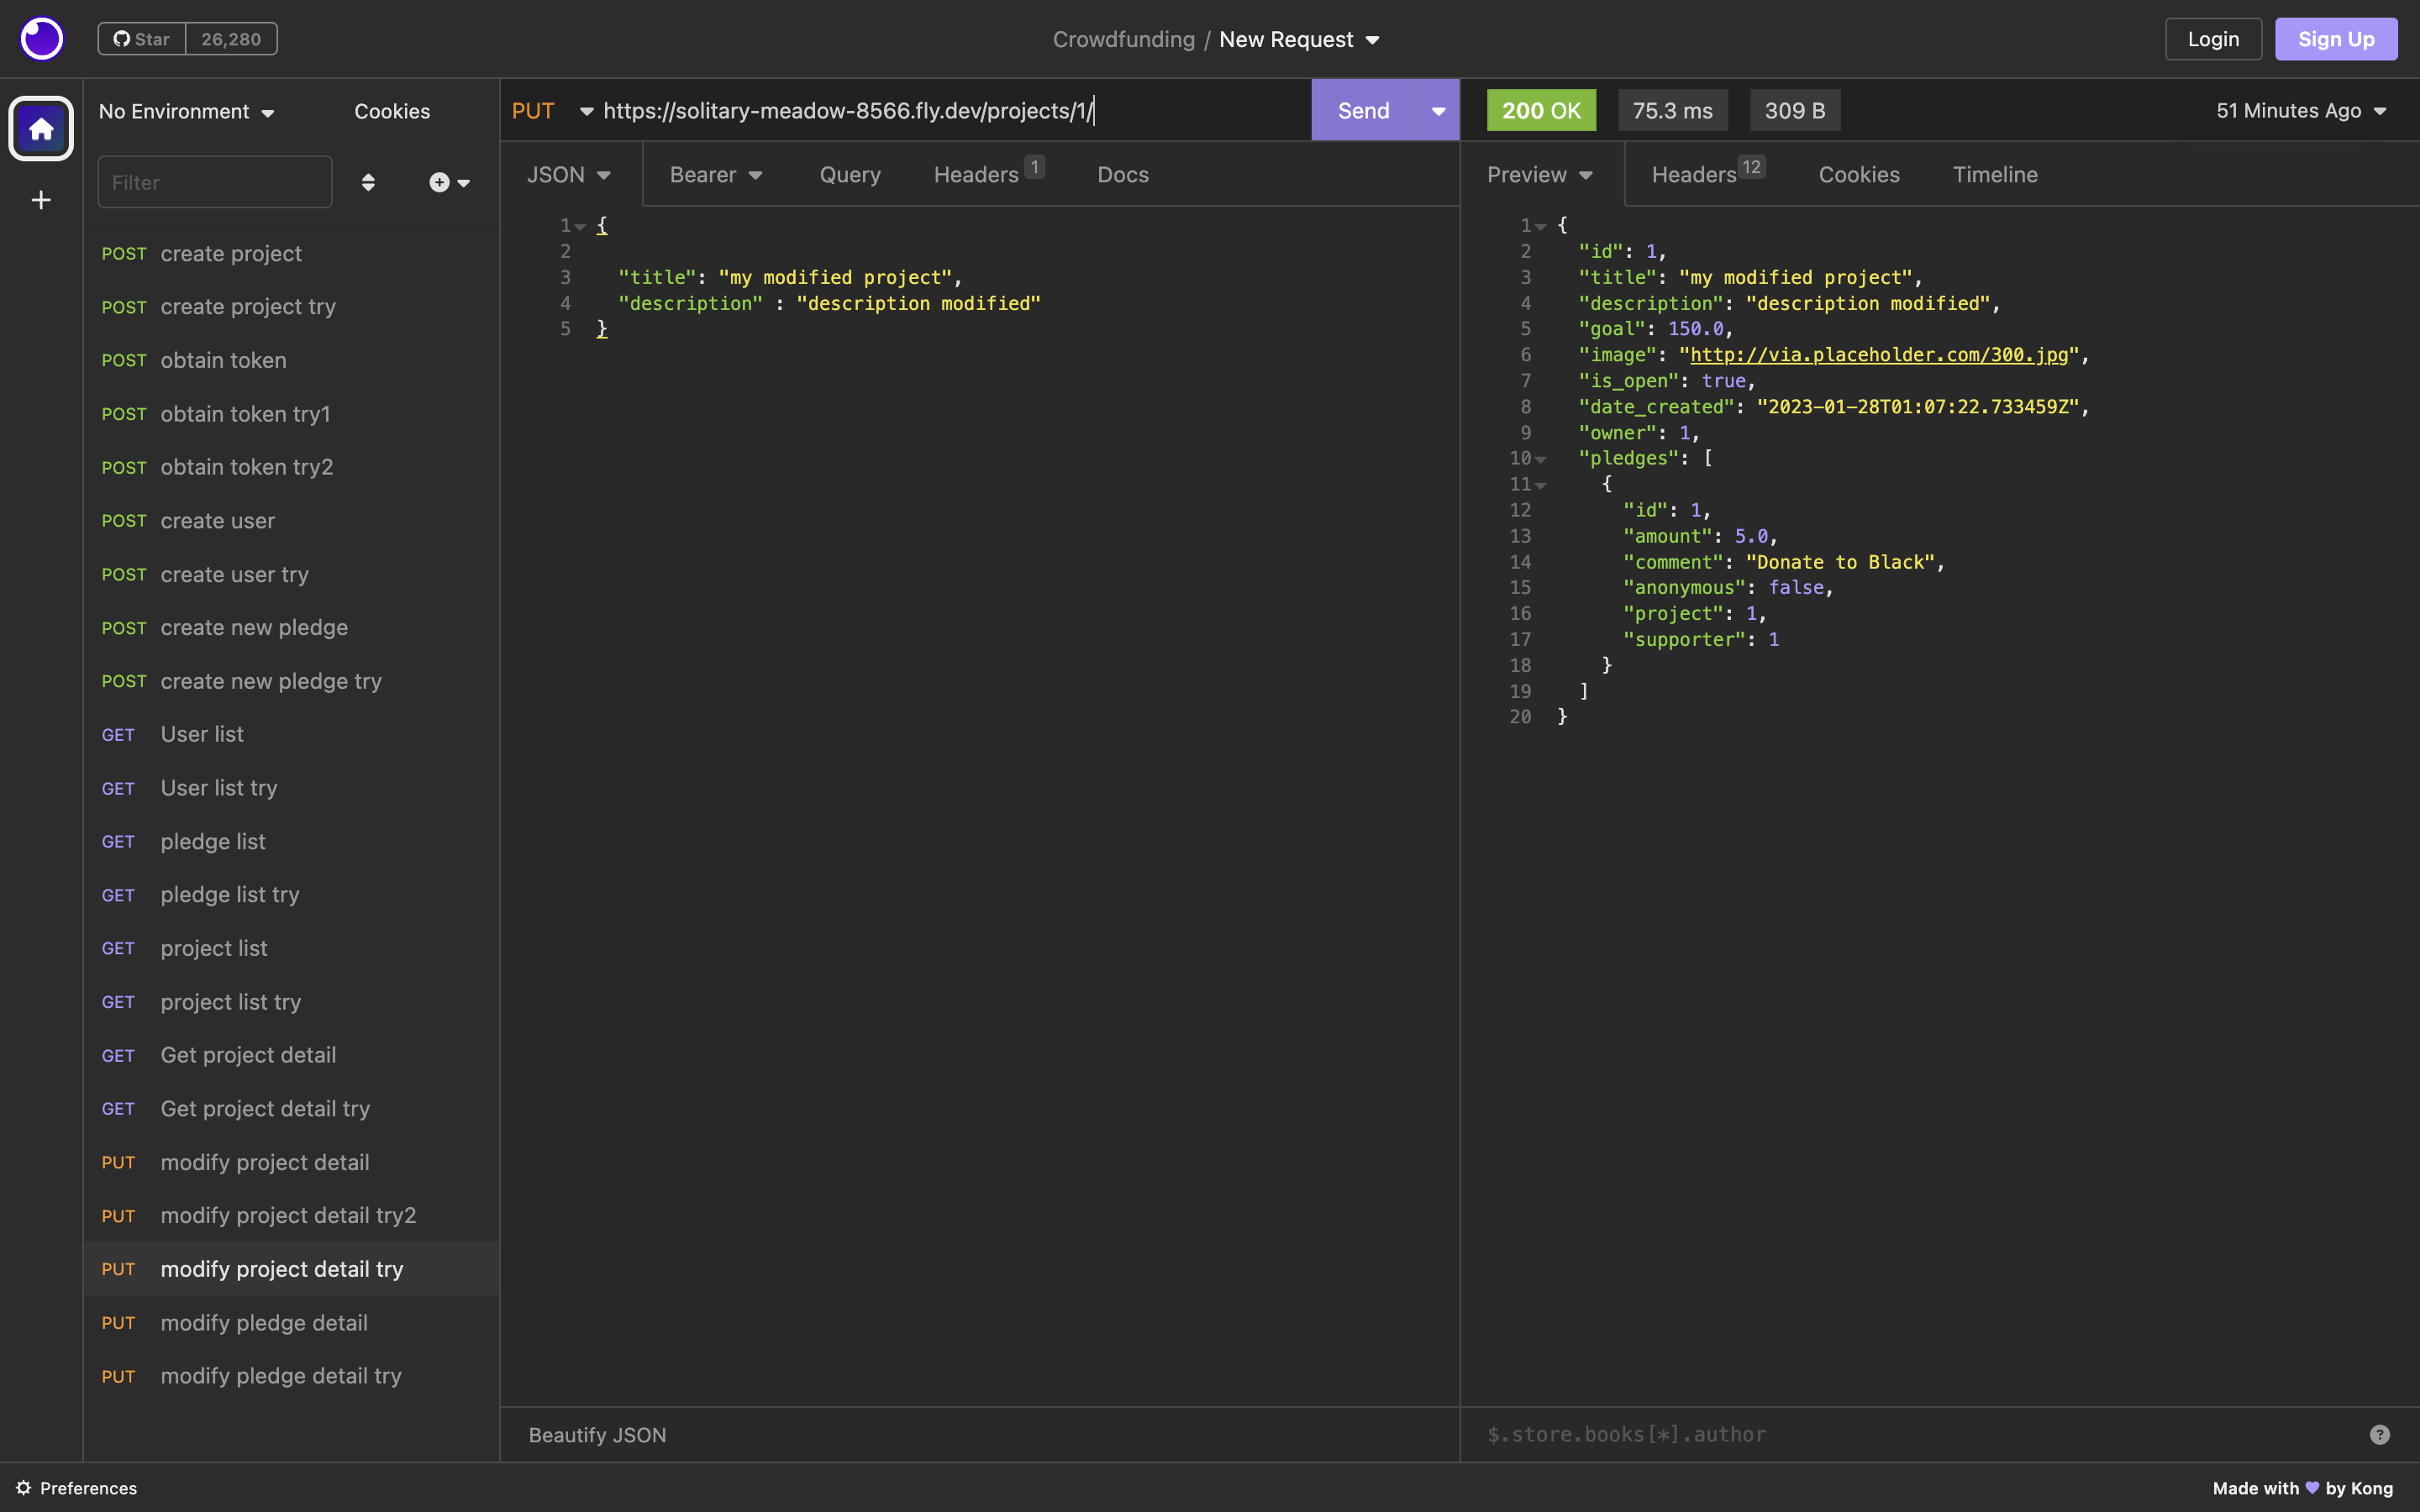 Star 26,280
Crowdfunding / New Request
Login Sign Up
No Environment Cookies
Filter
POST create project
POST create project try
POST obtain token
POST obtain token try1
POST obtain token try2
POST create user
POST create user try
POST create new pledge
POST create new pledge try
GET User list
GET User list try
GET pledge list
GET pledge list try
GET project list
GET project list try
GET Get project detail
GET Get project detail try
PUT modify project detail
PUT modify project detail try2
PUT modify project detail try
PUT modify pledge detail
PUT modify pledge detail try
PUT https://solitary-meadow-8566.fly.dev/projects/1/ Send
JSON Bearer Query Headers 1 Docs
1 {
2
3 "title": "my modified project",
4 "description" : "description modified"
5 }
Beautify JSON
200 OK 75.3 ms 309 B 51 Minutes Ago
Preview Headers 12 Cookies Timeline
1 {
2 "id": 1,
3 "title": "my modified project",
4 "description": "description modified",
5 "goal": 150.0,
6 "image": "http://via.placeholder.com/300.jpg",
7 "is_open": true,
8 "date_created": "2023-01-28T01:07:22.733459Z",
9 "owner": 1,
10 "pledges": [
11 {
12 "id": 1,
13 "amount": 5.0,
14 "comment": "Donate to Black",
15 "anonymous": false,
16 "project": 1,
17 "supporter": 1
18 }
19 ]
20 }
$.store.books[*].author ?
Preferences
Made with by Kong